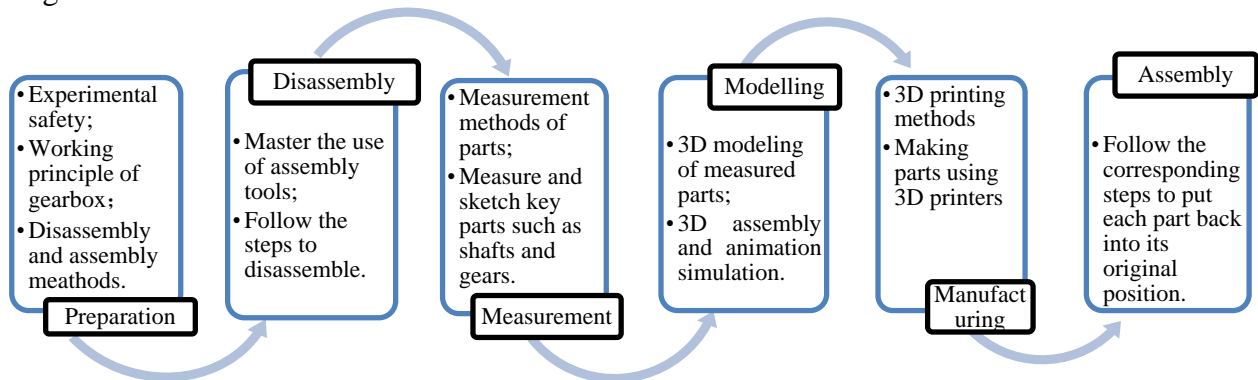 • Experimental
safety;
• Working
principle of
gearbox；
• Disassembly
and assembly
meathods.
Preparation
Disassembly
• Master the use
of assembly
tools;
• Follow the
steps to
disassemble.
• Measurement
methods of
parts;
• Measure and
sketch key
parts such as
shafts and
gears.
Measurement
Modelling
• 3D modeling
of measured
parts;
• 3D assembly
and animation
simulation.
• 3D printing
methods
• Making
parts using
3D printers
Manufact
uring
Assembly
• Follow the
corresponding
steps to put
each part back
into its
original
position.